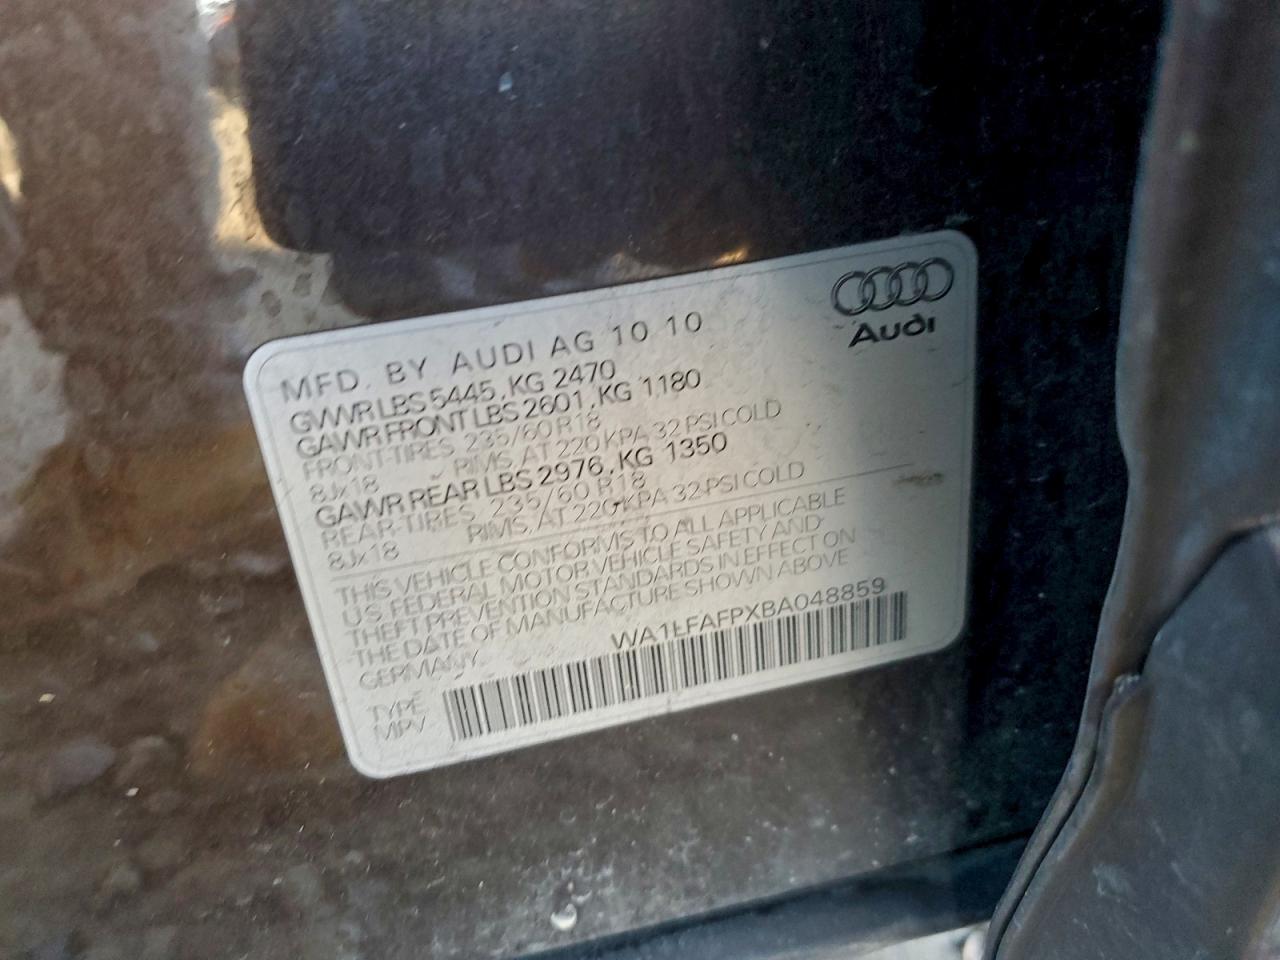 Audi
MFD. BY AUDI AG 10 10
GVWR LBS 5445, KG 2470
GAWR FRONT LBS 2601, KG 1180
FRONT-TIRES 235/60 R18
8Jx18 RIMS, AT 220 KPA 32 PSI COLD
GAWR REAR LBS 2976, KG 1350
REAR-TIRES 235/60 R18
8Jx18 RIMS, AT 220 KPA 32 PSI COLD
THIS VEHICLE CONFORMS TO ALL APPLICABLE
U.S. FEDERAL MOTOR VEHICLE SAFETY AND
THEFT PREVENTION STANDARDS IN EFFECT ON
THE DATE OF MANUFACTURE SHOWN ABOVE
GERMANY
WA1LFAFPXBA048859
TYPE
MPV